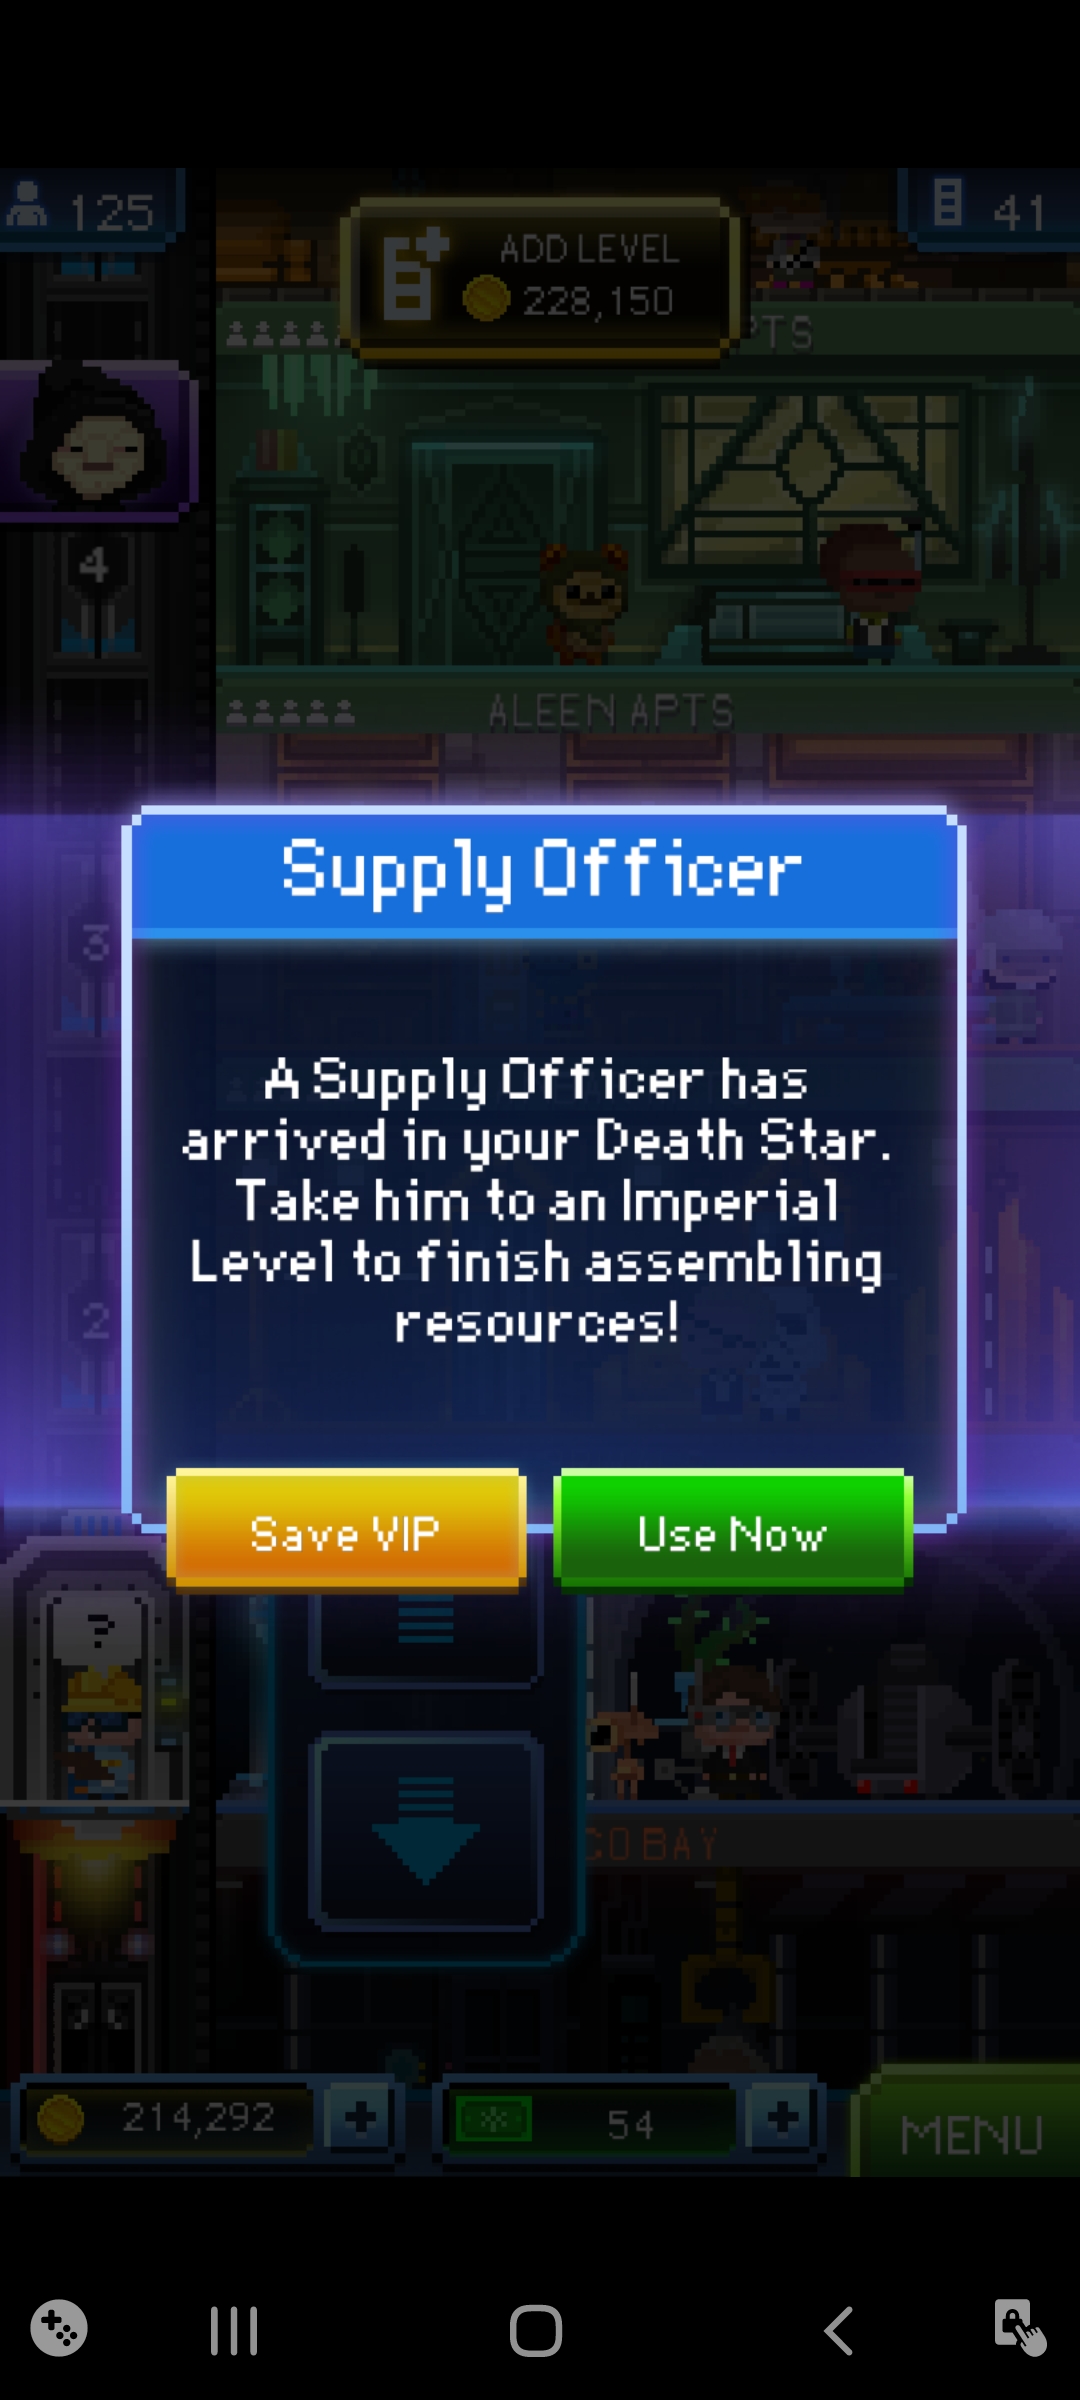 125
ADD LEVEL
228,150
41
PTS
4
ALEEN APTS
Supply Officer
3
A Supply Officer has
arrived in your Death Star.
Take him to an Imperial
Level to finish assembling
resources!
2
Save VIP
Use Now
?
CO BAY
214,292
+
54
+
MENU